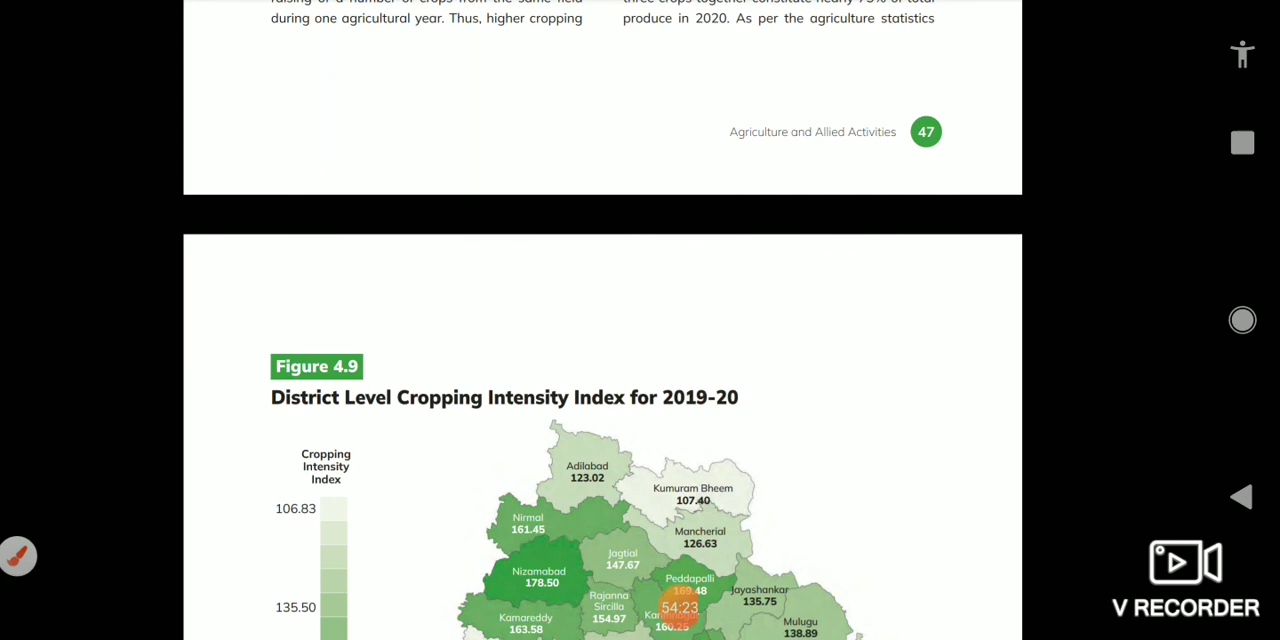 raising of a number of crops from the same field
during one agricultural year. Thus, higher cropping
three crops together constitute nearly 75% of total
produce in 2020. As per the agriculture statistics
Agriculture and Allied Activities 47
Figure 4.9
District Level Cropping Intensity Index for 2019-20
Cropping
Intensity
Index
106.83
135.50
Adilabad
123.02
Kumuram Bheem
107.40
Nirmal
161.45
Mancherial
126.63
Jagtial
147.67
Nizamabad
178.50
Peddapalli
169.48
Jayashankar
135.75
Rajanna
Sircilla
154.97
54:23
Kamareddy
163.58
160.25
Mulugu
138.89
V RECORDER